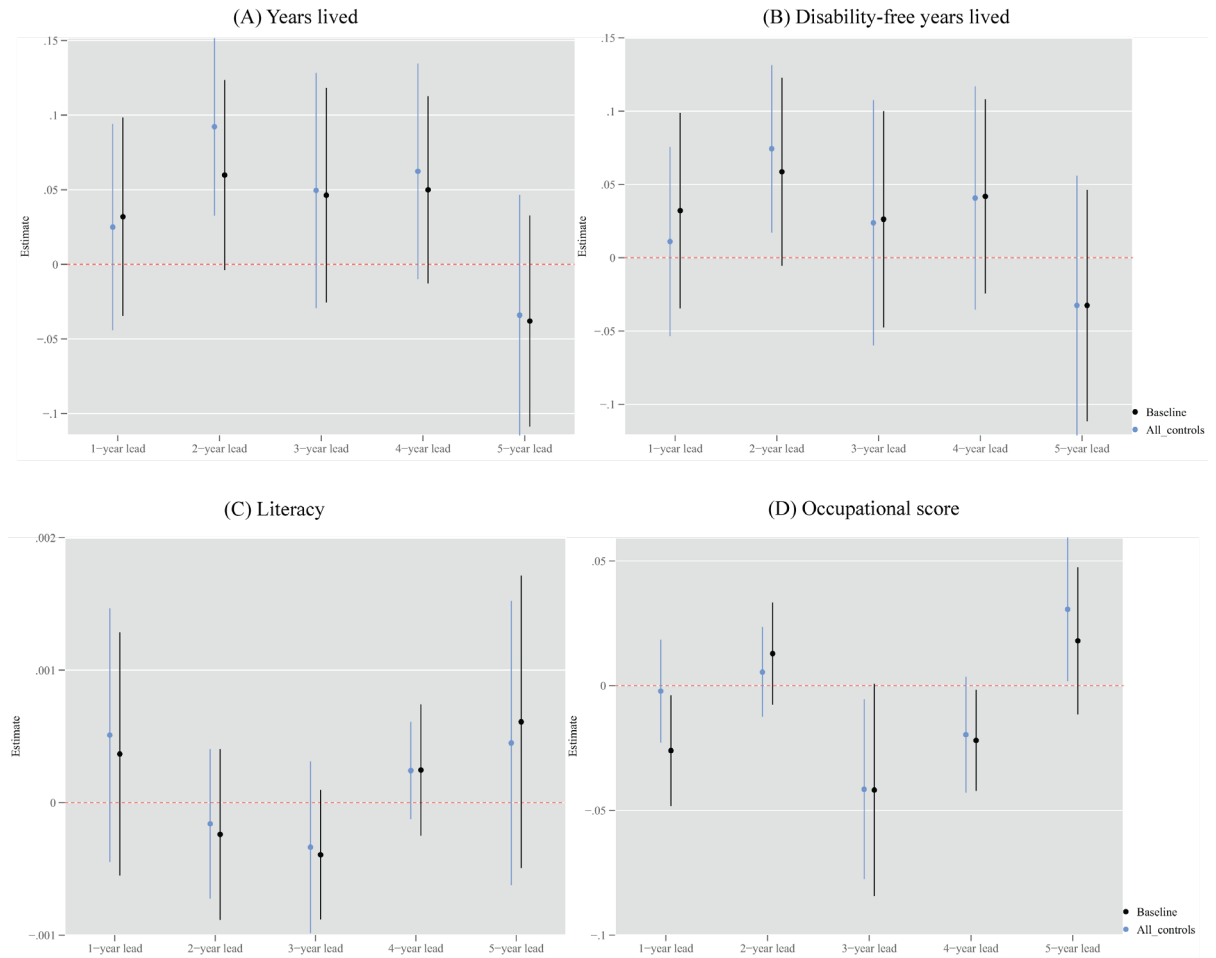 (A) Years lived
(B) Disability-free years lived
Estimate
.15
.1
.05
0
−.05
−.1
1−year lead 2−year lead 3−year lead 4−year lead 5−year lead
Estimate
.15
.1
.05
0
−.05
−.1
1−year lead 2−year lead 3−year lead 4−year lead 5−year lead
Baseline
All_controls
(C) Literacy
(D) Occupational score
Estimate
.002
.001
0
−.001
1−year lead 2−year lead 3−year lead 4−year lead 5−year lead
Estimate
.05
0
−.05
−.1
1−year lead 2−year lead 3−year lead 4−year lead 5−year lead
Baseline
All_controls